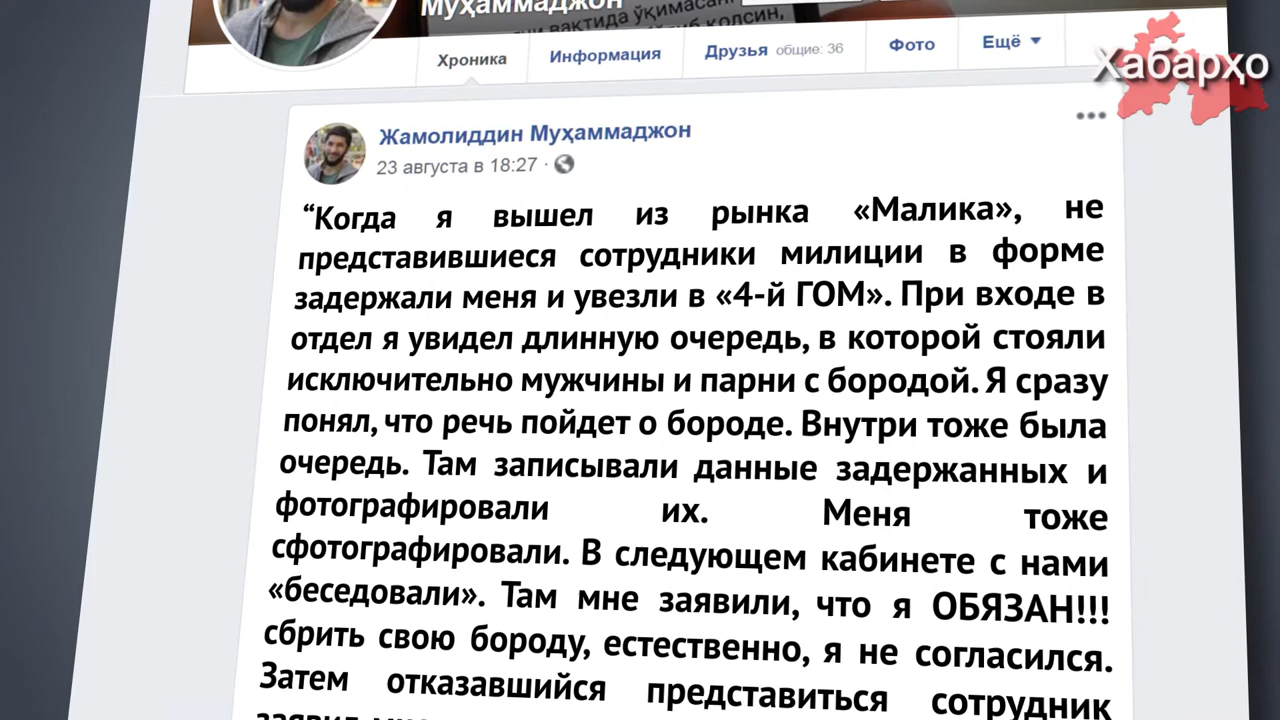 Муҳаммаджон
вақтида ўқимасанг
қолсин,
Хроника
Информация
Друзья общие: 36
Фото
Ещё
Хабарҳо
Жамолиддин Муҳаммаджон
23 августа в 18:27 ·
“Когда я вышел из рынка «Малика», не
представившиеся сотрудники милиции в форме
задержали меня и увезли в «4-й ГОМ». При входе в
отдел я увидел длинную очередь, в которой стояли
исключительно мужчины и парни с бородой. Я сразу
понял, что речь пойдет о бороде. Внутри тоже была
очередь. Там записывали данные задержанных и
фотографировали их. Меня тоже
сфотографировали. В следующем кабинете с нами
«беседовали». Там мне заявили, что я ОБЯЗАН!!!
сбрить свою бороду, естественно, я не согласился.
Затем отказавшийся представиться сотрудник
заявил